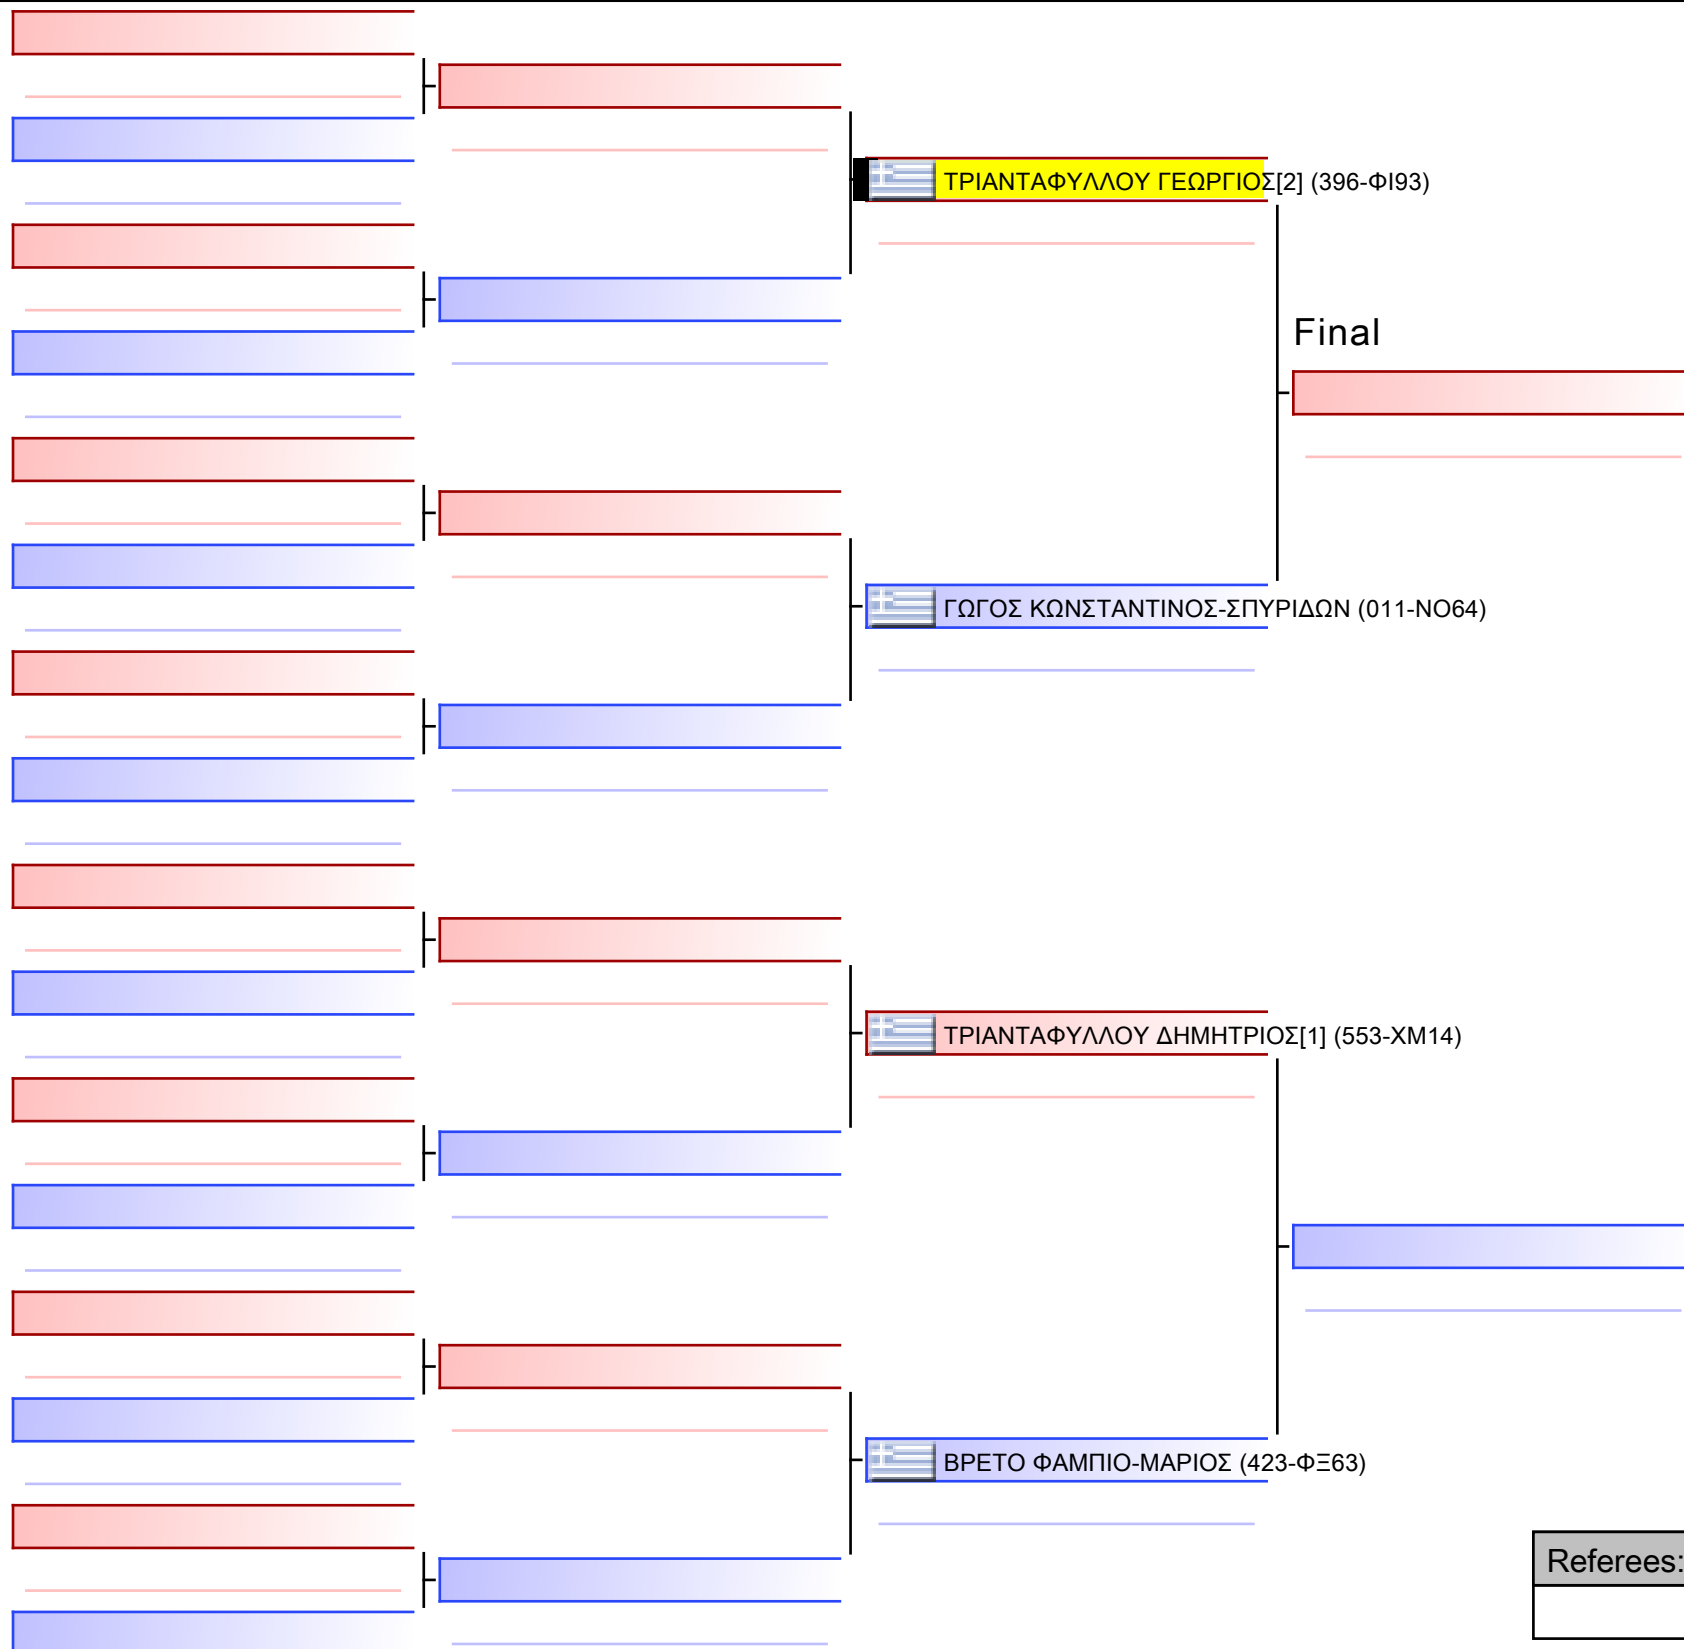 ΤΡΙΑΝΤΑΦΥΛΛΟΥ ΓΕΩΡΓΙΟΣ[2] (396-ΦΙ93)
Final
ΓΩΓΟΣ ΚΩΝΣΤΑΝΤΙΝΟΣ-ΣΠΥΡΙΔΩΝ (011-ΝΟ64)
ΤΡΙΑΝΤΑΦΥΛΛΟΥ ΔΗΜΗΤΡΙΟΣ[1] (553-ΧΜ14)
ΒΡΕΤΟ ΦΑΜΠΙΟ-ΜΑΡΙΟΣ (423-ΦΞ63)
Referees: